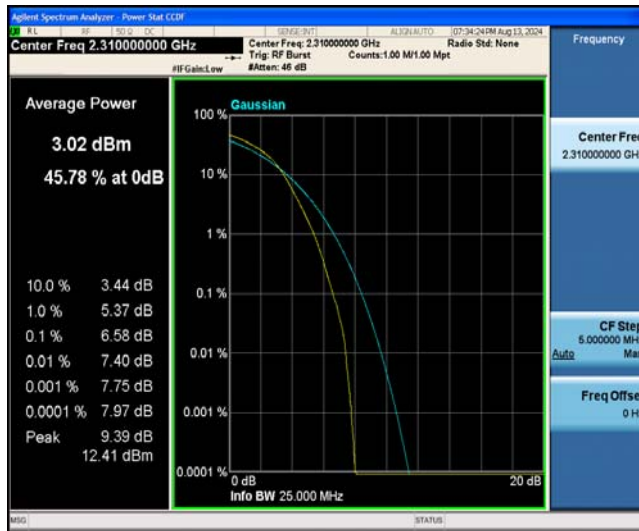 Agilent Spectrum Analyzer - Power Stat CCDF
RL RF 50 Ω DC SENSE:INT ALIGN AUTO 07:34:24 PM Aug 13, 2024
Center Freq 2.310000000 GHz
Center Freq: 2.310000000 GHz Radio Std: None
Trig: RF Burst Counts:1.00 M/1.00 Mpt
#IFGain:Low #Atten: 46 dB
Frequency
Average Power
3.02 dBm
45.78 % at 0dB
10.0 % 3.44 dB
1.0 % 5.37 dB
0.1 % 6.58 dB
0.01 % 7.40 dB
0.001 % 7.75 dB
0.0001 % 7.97 dB
Peak 9.39 dB
12.41 dBm
Gaussian
100 %
10 %
1 %
0.1 %
0.01 %
0.001 %
0.0001 %
0 dB 20 dB
Info BW 25.000 MHz
Center Fre
2.310000000 GH
CF Step
5.000000 MH
Auto Ma
Freq Offse
0 H
MSG STATUS